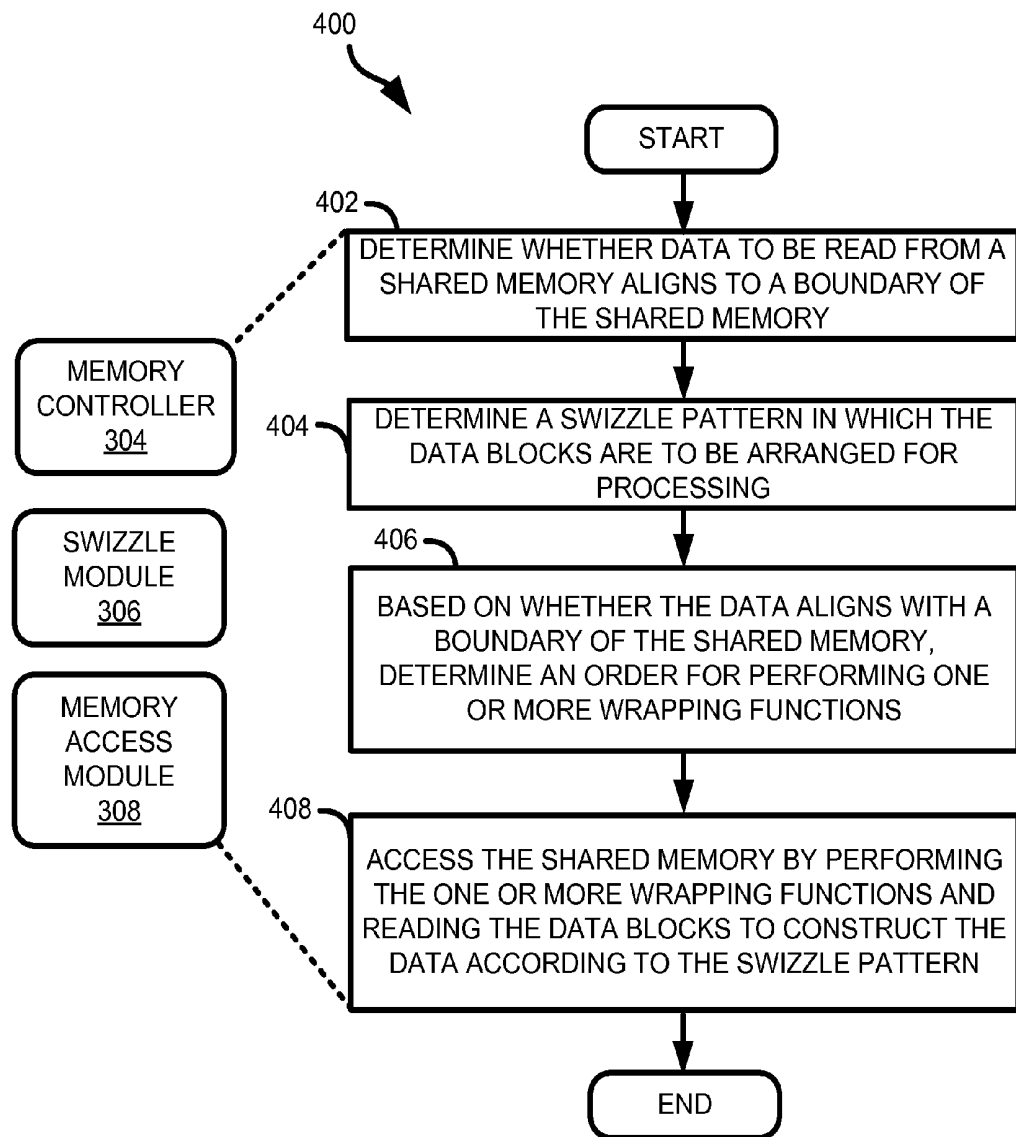 400
START
402
DETERMINE WHETHER DATA TO BE READ FROM A
SHARED MEMORY ALIGNS TO A BOUNDARY OF
THE SHARED MEMORY
MEMORY
CONTROLLER
304
404
DETERMINE A SWIZZLE PATTERN IN WHICH THE
DATA BLOCKS ARE TO BE ARRANGED FOR
PROCESSING
SWIZZLE
MODULE
306
406
BASED ON WHETHER THE DATA ALIGNS WITH A
BOUNDARY OF THE SHARED MEMORY,
DETERMINE AN ORDER FOR PERFORMING ONE
OR MORE WRAPPING FUNCTIONS
MEMORY
ACCESS
MODULE
308
408
ACCESS THE SHARED MEMORY BY PERFORMING
THE ONE OR MORE WRAPPING FUNCTIONS AND
READING THE DATA BLOCKS TO CONSTRUCT THE
DATA ACCORDING TO THE SWIZZLE PATTERN
END